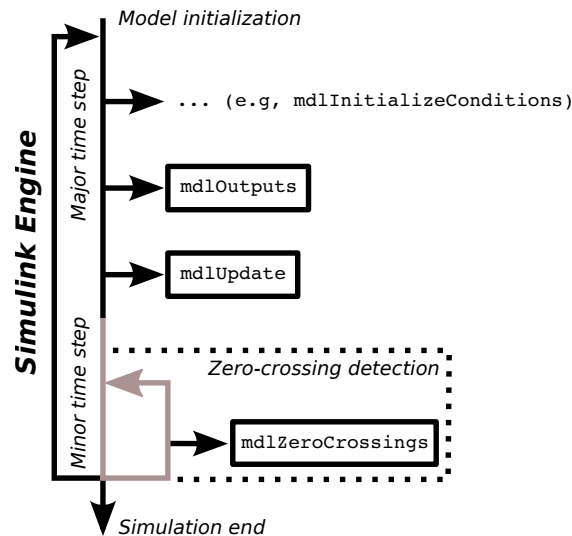 Model initialization
Simulink Engine
Major time step
... (e.g, mdlInitializeConditions)
mdlOutputs
mdlUpdate
Minor time step
Zero-crossing detection
mdlZeroCrossings
Simulation end